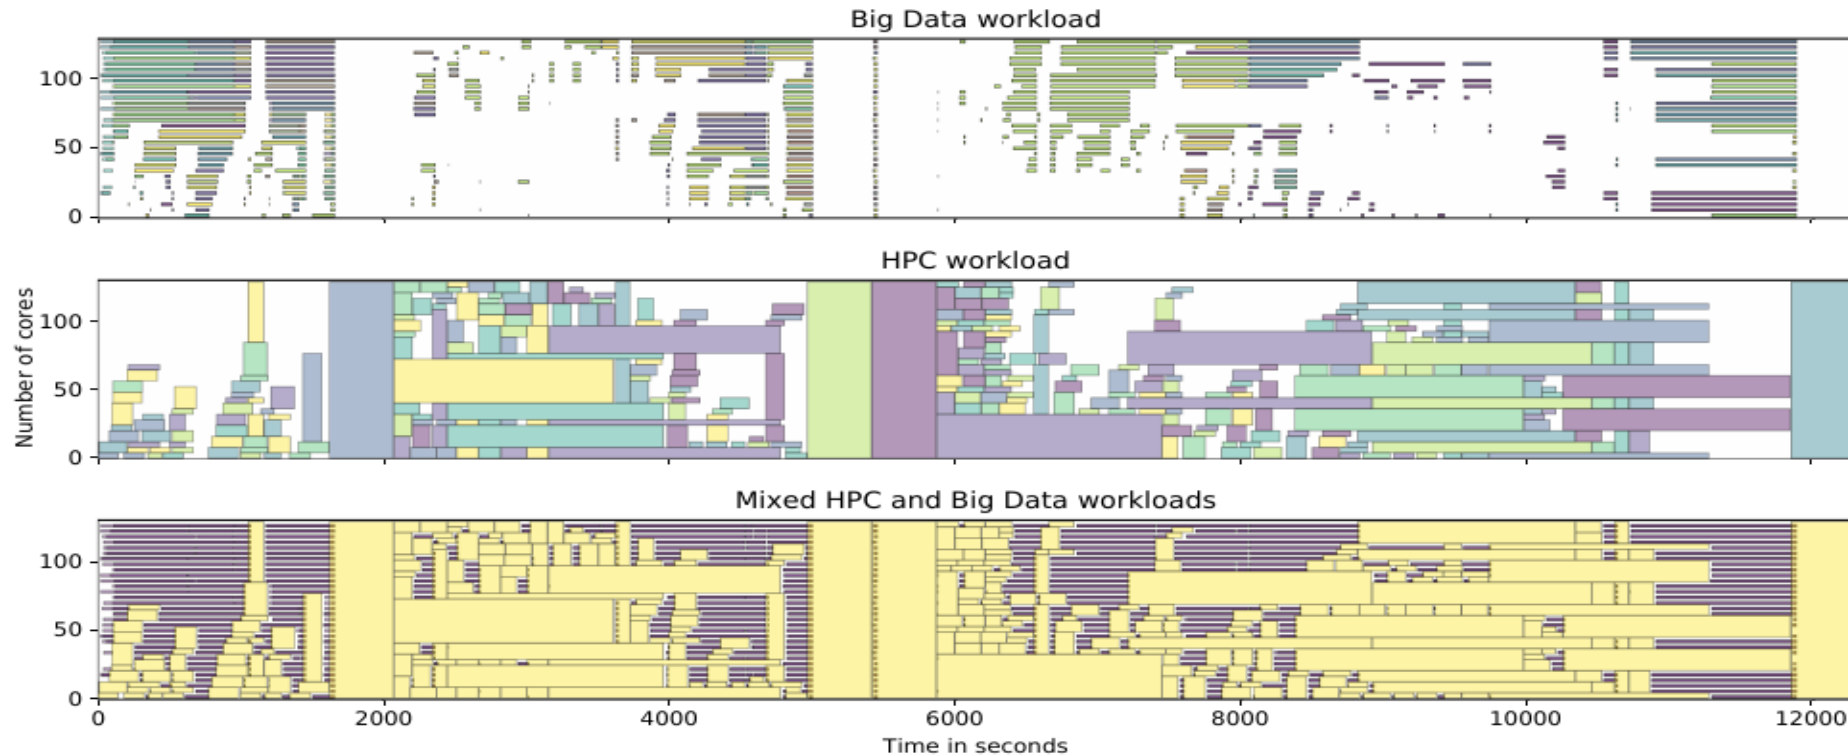 Big Data workload
100
50
0
HPC workload
Number of cores
100
50
0
Mixed HPC and Big Data workloads
100
50
0
0 2000 4000 6000 8000 10000 12000
Time in seconds